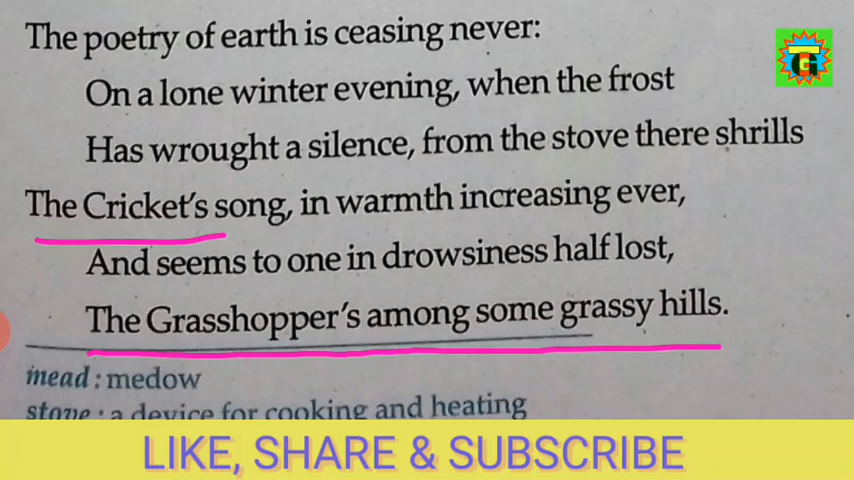 The poetry of earth is ceasing never:
On a lone winter evening, when the frost
Has wrought a silence, from the stove there shrills
The Cricket's song, in warmth increasing ever,
And seems to one in drowsiness half lost,
The Grasshopper's among some grassy hills.
mead : medow
stove : a device for cooking and heating
LIKE, SHARE & SUBSCRIBE
TG